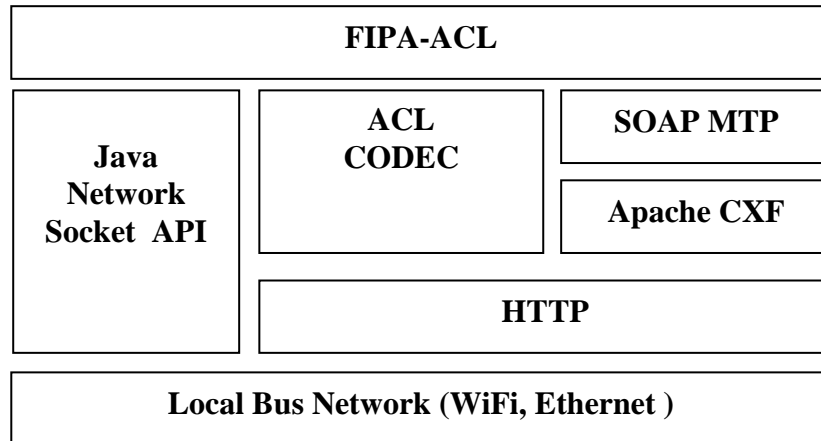 FIPA-ACL
Java
Network
Socket API
ACL
CODEC
SOAP MTP
Apache CXF
HTTP
Local Bus Network (WiFi, Ethernet )